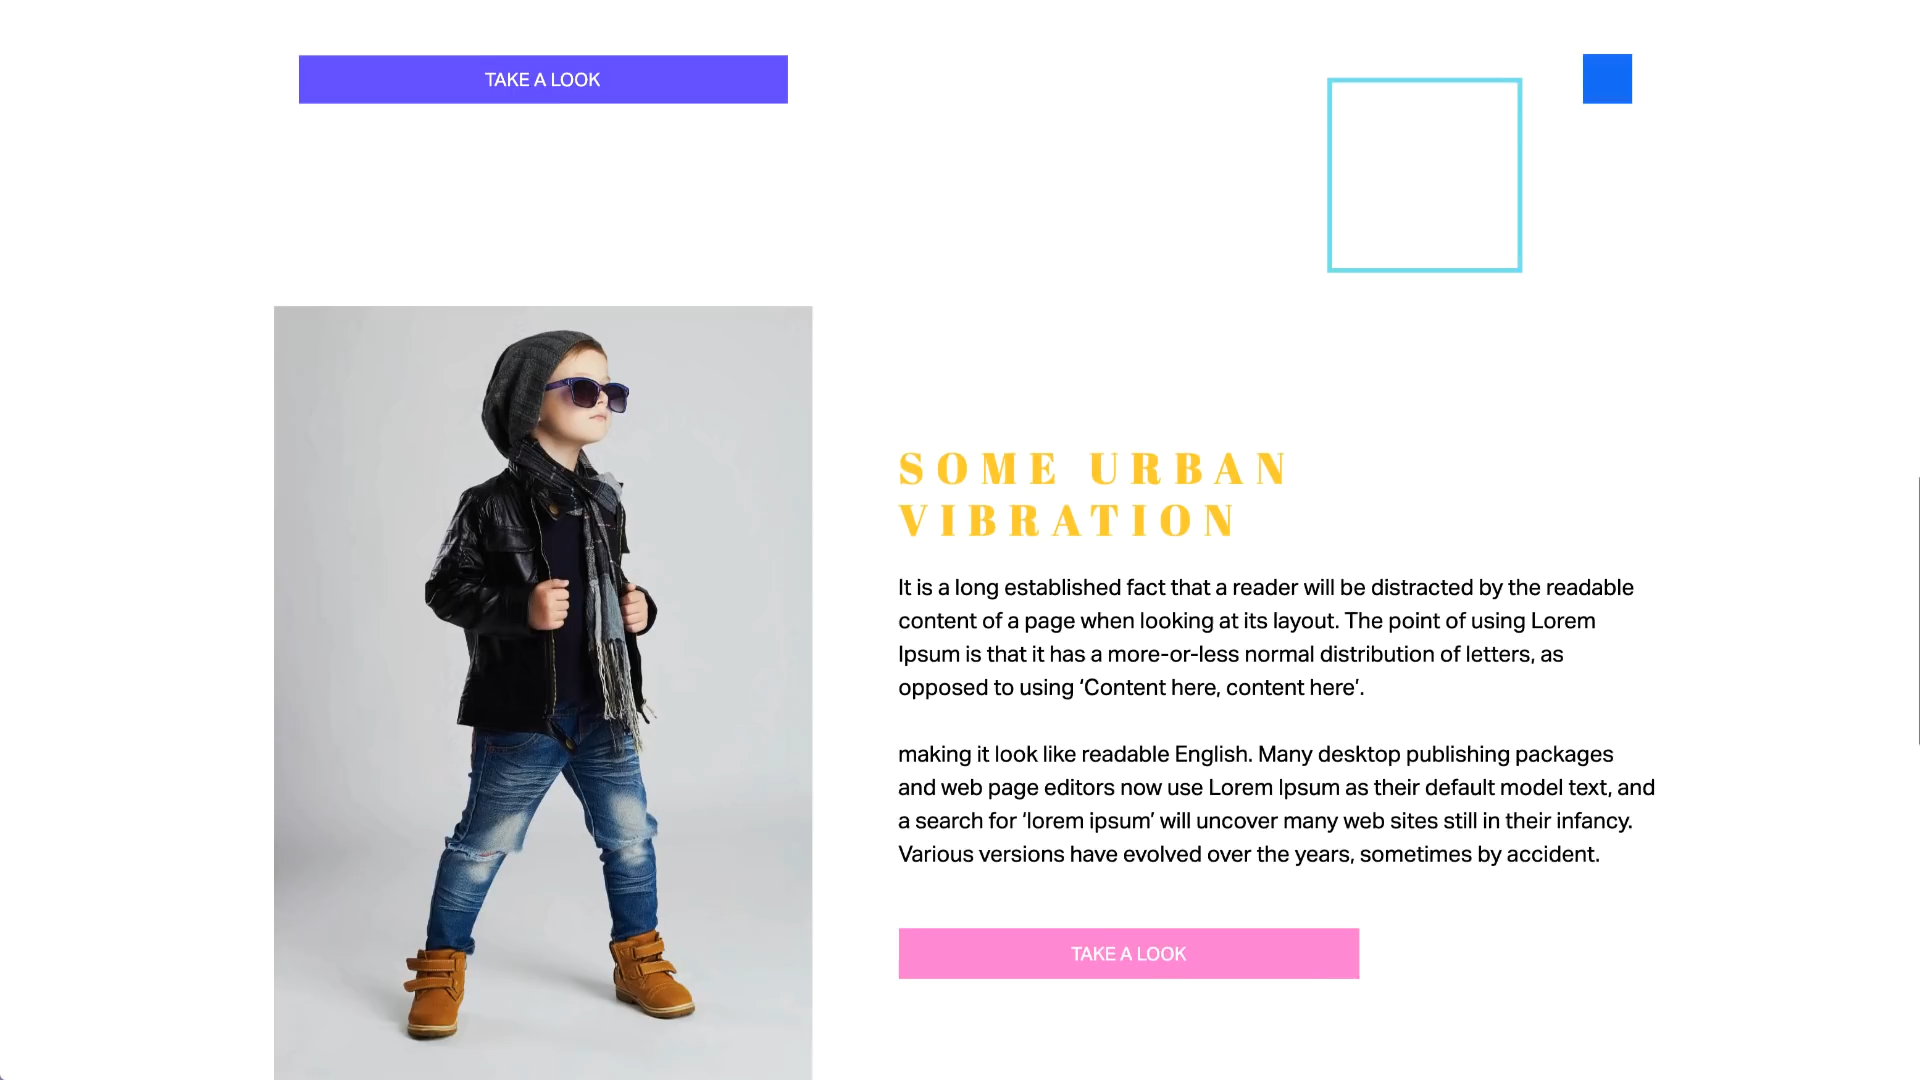 TAKE A LOOK
SOME URBAN
VIBRATION
It is a long established fact that a reader will be distracted by the readable
content of a page when looking at its layout. The point of using Lorem
Ipsum is that it has a more-or-less normal distribution of letters, as
opposed to using ‘Content here, content here’.
making it look like readable English. Many desktop publishing packages
and web page editors now use Lorem Ipsum as their default model text, and
a search for ‘lorem ipsum’ will uncover many web sites still in their infancy.
Various versions have evolved over the years, sometimes by accident.
TAKE A LOOK